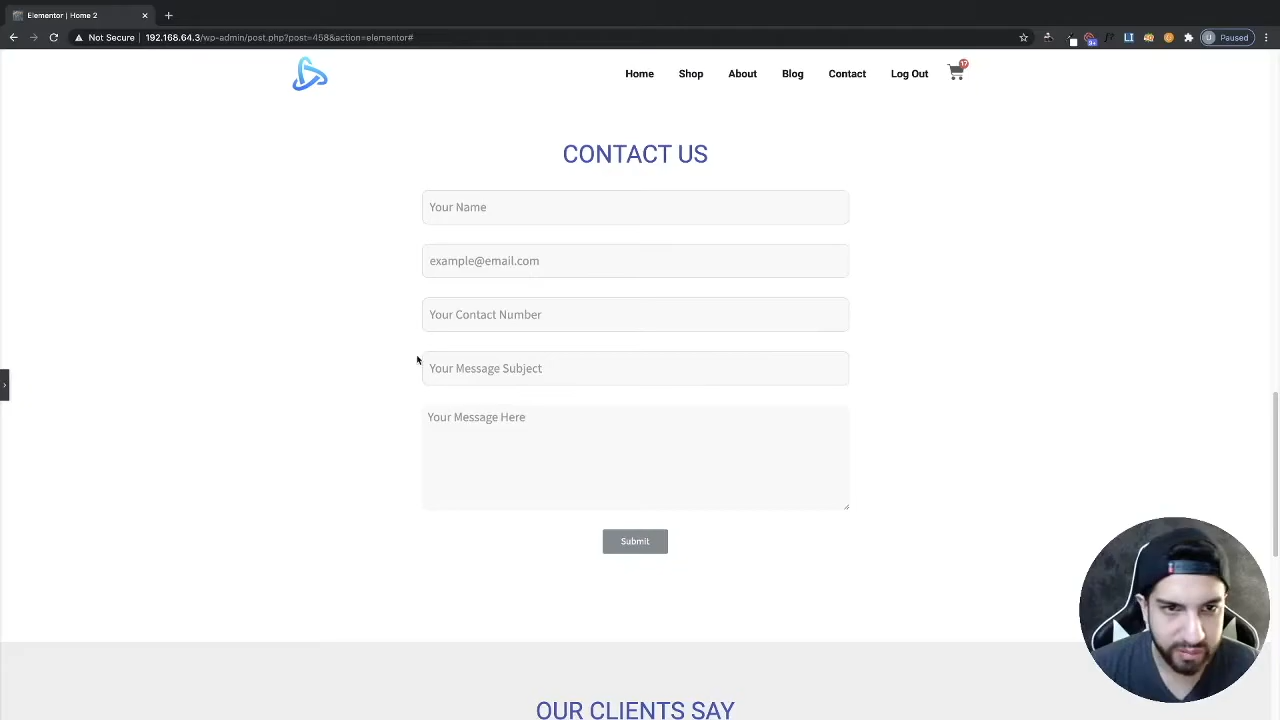 Elementor | Home 2
Not Secure | 192.168.64.3/wp-admin/post.php?post=458&action=elementor#
Paused
Home
Shop
About
Blog
Contact
Log Out
17
CONTACT US
Your Name
example@email.com
Your Contact Number
Your Message Subject
Your Message Here
Submit
OUR CLIENTS SAY